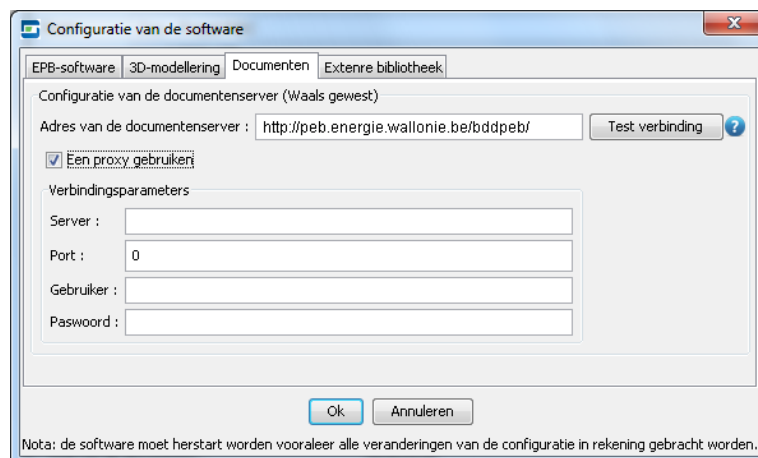 Configuratie van de software
EPB-software 3D-modellering Documenten Extenre bibliotheek
Configuratie van de documentenserver (Waals gewest)
Adres van de documentenserver : http://peb.energie.wallonie.be/bddpeb/ Test verbinding ?
Een proxy gebruiken
Verbindingsparameters
Server :
Port : 0
Gebruiker :
Paswoord :
Ok Annuleren
Nota: de software moet herstart worden vooraleer alle veranderingen van de configuratie in rekening gebracht worden.